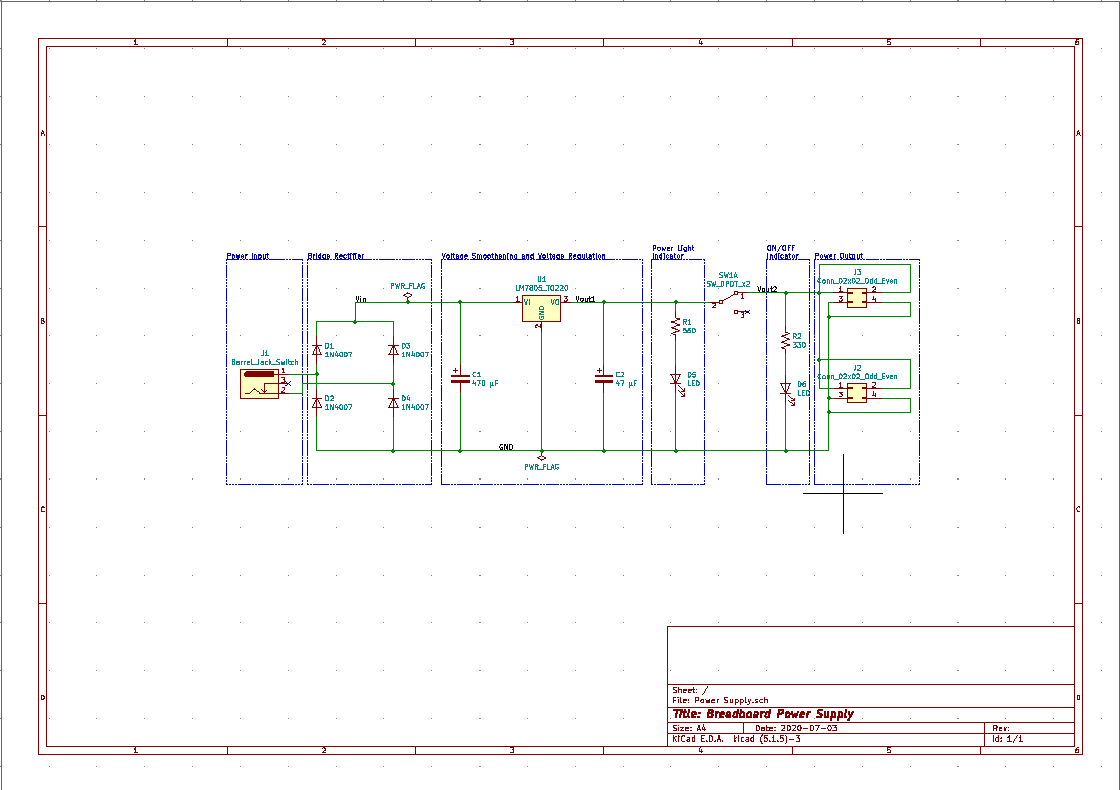 1 2 3 4 5 6
A A
Power Input
Bridge Rectifier
Voltage Smoothening and Voltage Regulation
Power Light
Indicator
ON/OFF
Indicator
Power Output
PWR_FLAG
Vin
U1
LM7805_TO220
1 VI VO 3
GND
2
Vout1
SW1A
SW_DPDT_x2
1
2
3
Vout2
J3
Conn_02x02_Odd_Even
1 2
3 4
B B
D1
1N4007
D3
1N4007
R1
560
R2
330
J1
Barrel_Jack_Switch
1
3
2
C1
470 µF
C2
47 µF
D5
LED
D6
LED
J2
Conn_02x02_Odd_Even
1 2
3 4
D2
1N4007
D4
1N4007
GND
PWR_FLAG
C C
D D
Sheet: /
File: Power Supply.sch
Title: Breadboard Power Supply
Size: A4 Date: 2020-07-03 Rev:
KiCad E.D.A. kicad (5.1.5)-3 Id: 1/1
1 2 3 4 5 6